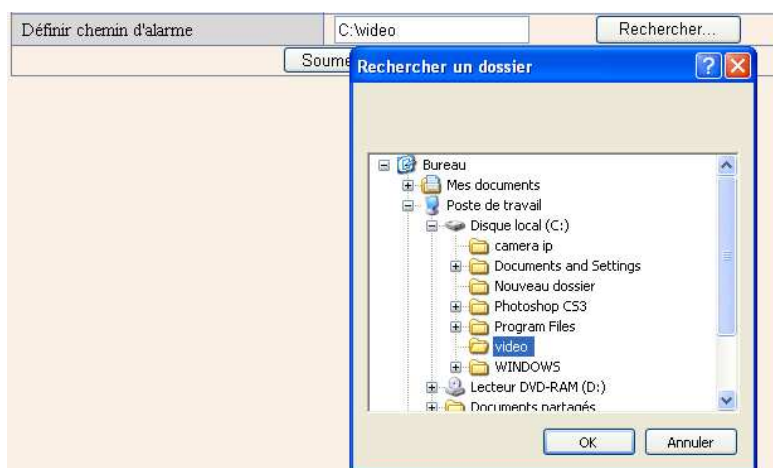 Définir chemin d'alarme C:\video Rechercher...
Soume
Rechercher un dossier
Bureau
Mes documents
Poste de travail
Disque local (C:)
camera ip
Documents and Settings
Nouveau dossier
Photoshop CS3
Program Files
video
WINDOWS
Lecteur DVD-RAM (D:)
Documents partagés
OK Annuler